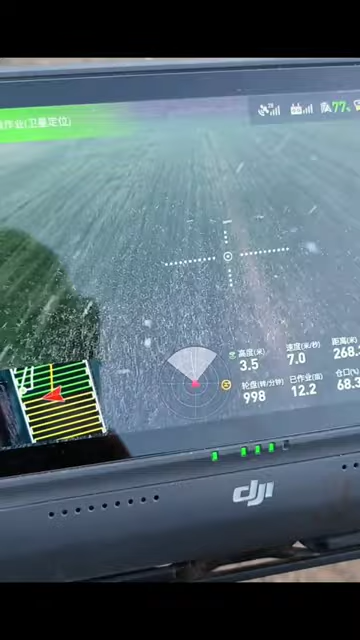 作业(卫星定位)
77%
高度(米)
3.5
速度(米/秒)
7.0
距离(米)
268.
轮盘(转/分钟)
998
已作业(亩)
12.2
仓口(%)
68.3
dji